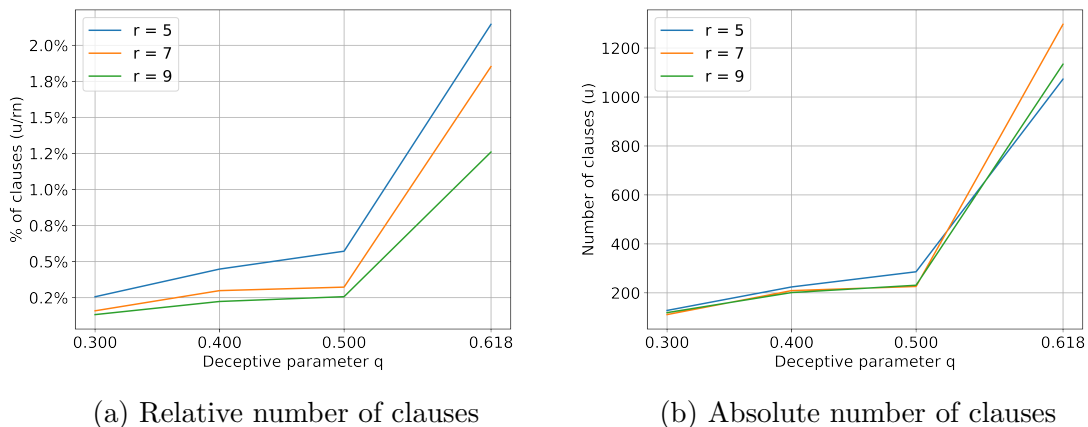 r = 5
r = 7
r = 9
2.0%
1.8%
1.5%
1.2%
1.0%
0.8%
0.5%
0.2%
% of clauses (u/rn)
0.300
0.400
0.500
0.618
Deceptive parameter q
(a) Relative number of clauses
r = 5
r = 7
r = 9
1200
1000
800
600
400
200
Number of clauses (u)
0.300
0.400
0.500
0.618
Deceptive parameter q
(b) Absolute number of clauses